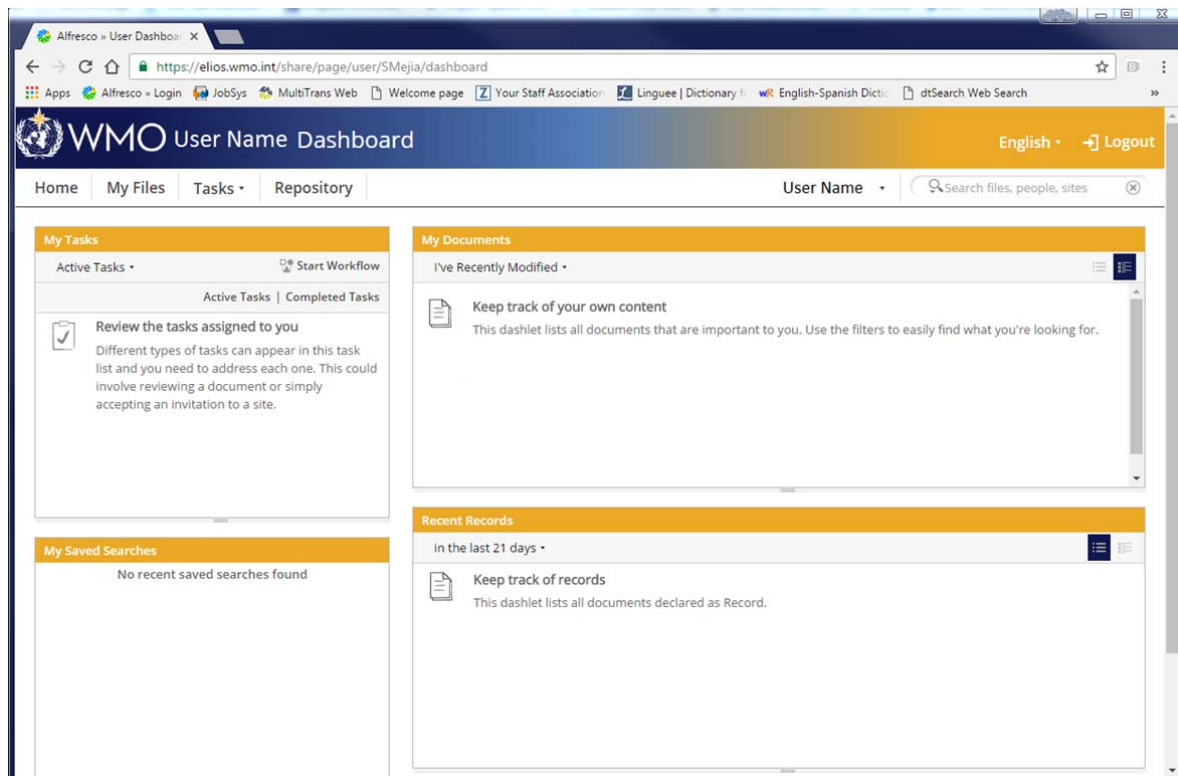 Alfresco » User Dashboa
https://elios.wmo.int/share/page/user/SMejia/dashboard
Apps Alfresco » Login JobSys MultiTrans Web Welcome page Your Staff Association Linguee | Dictionary f English-Spanish Dictic dtSearch Web Search »
WMO User Name Dashboard
English Logout
Home My Files Tasks Repository User Name Search files, people, sites
My Tasks
Active Tasks Start Workflow
Active Tasks | Completed Tasks
Review the tasks assigned to you
Different types of tasks can appear in this task
list and you need to address each one. This could
involve reviewing a document or simply
accepting an invitation to a site.
My Saved Searches
No recent saved searches found
My Documents
I've Recently Modified
Keep track of your own content
This dashlet lists all documents that are important to you. Use the filters to easily find what you're looking for.
Recent Records
in the last 21 days
Keep track of records
This dashlet lists all documents declared as Record.